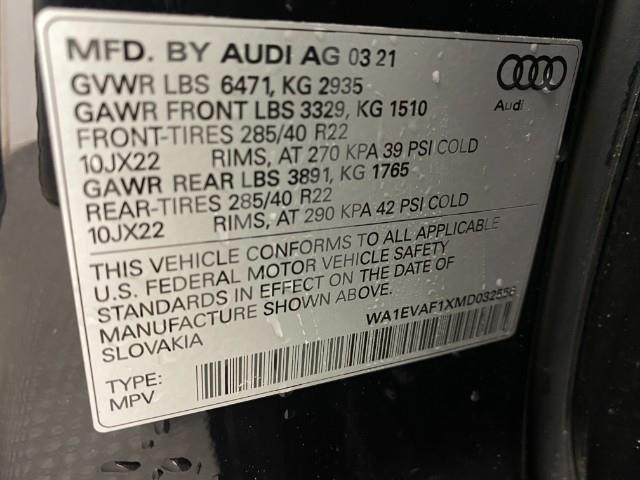 MFD. BY AUDI AG 03 21
GVWR LBS 6471, KG 2935
GAWR FRONT LBS 3329, KG 1510
FRONT-TIRES 285/40 R22
10JX22 RIMS, AT 270 KPA 39 PSI COLD
GAWR REAR LBS 3891, KG 1765
REAR-TIRES 285/40 R22
10JX22 RIMS, AT 290 KPA 42 PSI COLD
Audi
THIS VEHICLE CONFORMS TO ALL APPLICABLE
U.S. FEDERAL MOTOR VEHICLE SAFETY
STANDARDS IN EFFECT ON THE DATE OF
MANUFACTURE SHOWN ABOVE.
SLOVAKIA
WA1EVAF1XMD032556
TYPE:
MPV